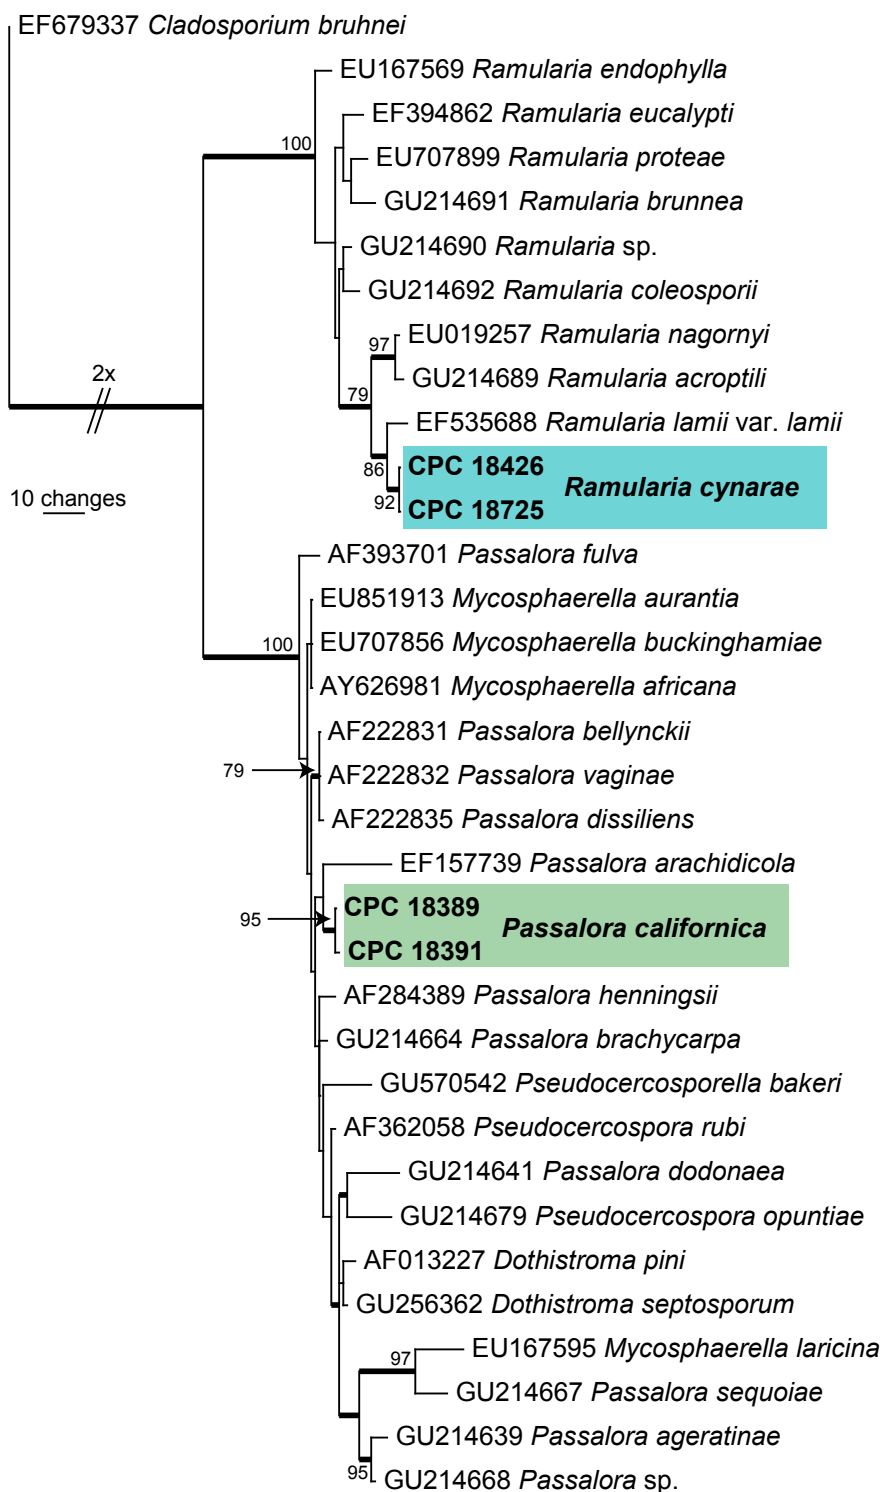 EF679337 Cladosporium bruhnei
EU167569 Ramularia endophylla
EF394862 Ramularia eucalypti
100
EU707899 Ramularia proteae
GU214691 Ramularia brunnea
GU214690 Ramularia sp.
GU214692 Ramularia coleosporii
EU019257 Ramularia nagornyi
97
2x
GU214689 Ramularia acroptili
79
EF535688 Ramularia lamii var. lamii
CPC 18426
86
Ramularia cynarae
10 changes
92
CPC 18725
AF393701 Passalora fulva
EU851913 Mycosphaerella aurantia
100
EU707856 Mycosphaerella buckinghamiae
AY626981 Mycosphaerella africana
AF222831 Passalora bellynckii
79
AF222832 Passalora vaginae
AF222835 Passalora dissiliens
EF157739 Passalora arachidicola
CPC 18389
95
Passalora californica
CPC 18391
AF284389 Passalora henningsii
GU214664 Passalora brachycarpa
GU570542 Pseudocercosporella bakeri
AF362058 Pseudocercospora rubi
GU214641 Passalora dodonaea
GU214679 Pseudocercospora opuntiae
AF013227 Dothistroma pini
GU256362 Dothistroma septosporum
EU167595 Mycosphaerella laricina
97
GU214667 Passalora sequoiae
GU214639 Passalora ageratinae
95
GU214668 Passalora sp.